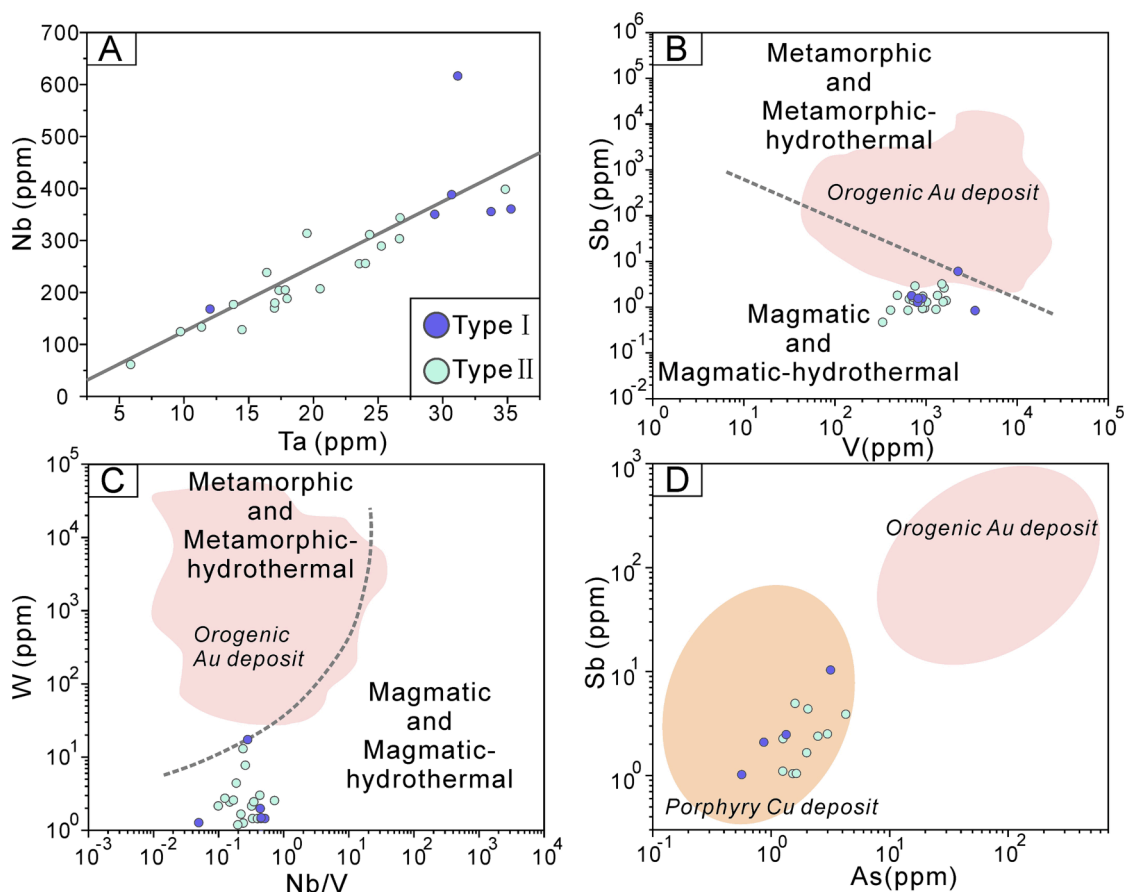 A
700
600
500
400
300
200
100
0
Nb (ppm)
5
10
15
20
25
30
35
Ta (ppm)
Type Ⅰ
Type Ⅱ
B
10^6
10^5
10^4
10^3
10^2
10^1
10^0
10^-1
10^-2
Sb (ppm)
Metamorphic
and
Metamorphic-
hydrothermal
Orogenic Au deposit
Magmatic
and
Magmatic-hydrothermal
10^0
10^1
10^2
10^3
10^4
10^5
V(ppm)
C
10^5
10^4
10^3
10^2
10^1
10^0
W (ppm)
Metamorphic
and
Metamorphic-
hydrothermal
Orogenic
Au deposit
Magmatic
and
Magmatic-
hydrothermal
10^-3
10^-2
10^-1
10^0
10^1
10^2
10^3
10^4
Nb/V
D
10^3
10^2
10^1
10^0
Sb (ppm)
Orogenic Au deposit
Porphyry Cu deposit
10^-1
10^0
10^1
10^2
As(ppm)